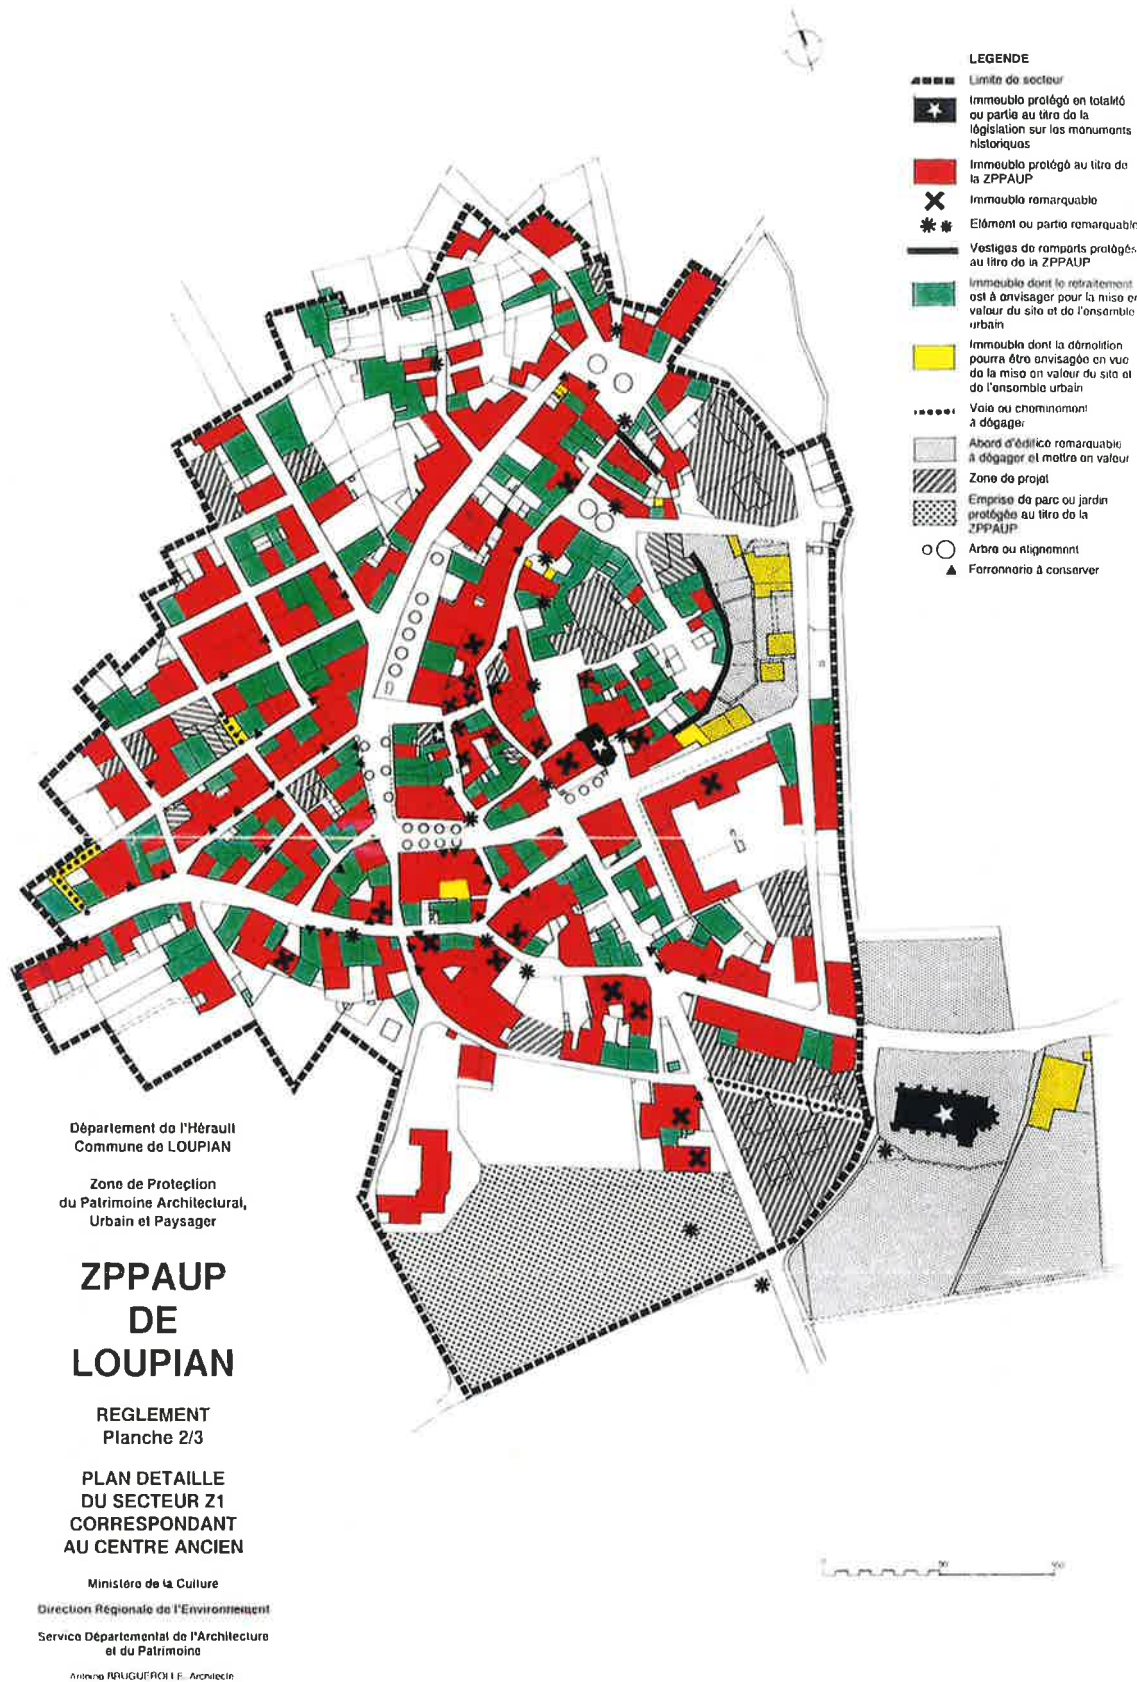 LEGENDE
Limite de secteur
Immeuble protégé en totalité
ou partie au titre de la
législation sur les monuments
historiques
Immeuble protégé au titre de
la ZPPAUP
Immeuble remarquable
Elément ou partie remarquable
Vestiges de remparts protégés
au titre de la ZPPAUP
Immeuble dont le retraitement
est à envisager pour la mise en
valeur du site et de l'ensemble
urbain
Immeuble dont la démolition
pourra être envisagée en vue
de la mise en valeur du site et
de l'ensemble urbain
Voie ou cheminement
à dégager
Abord d'édifice remarquable
à dégager et mettre en valeur
Zone de projet
Emprise de parc ou jardin
protégée au titre de la
ZPPAUP
Arbre ou alignement
Ferronnerie à conserver
Département de l'Hérault
Commune de LOUPIAN
Zone de Protection
du Patrimoine Architectural,
Urbain et Paysager
ZPPAUP
DE
LOUPIAN
REGLEMENT
Planche 2/3
PLAN DETAILLE
DU SECTEUR Z1
CORRESPONDANT
AU CENTRE ANCIEN
Ministère de la Culture
Direction Régionale de l'Environnement
Service Départemental de l'Architecture
et du Patrimoine
Antoine BRUGUEROLLE Architecte